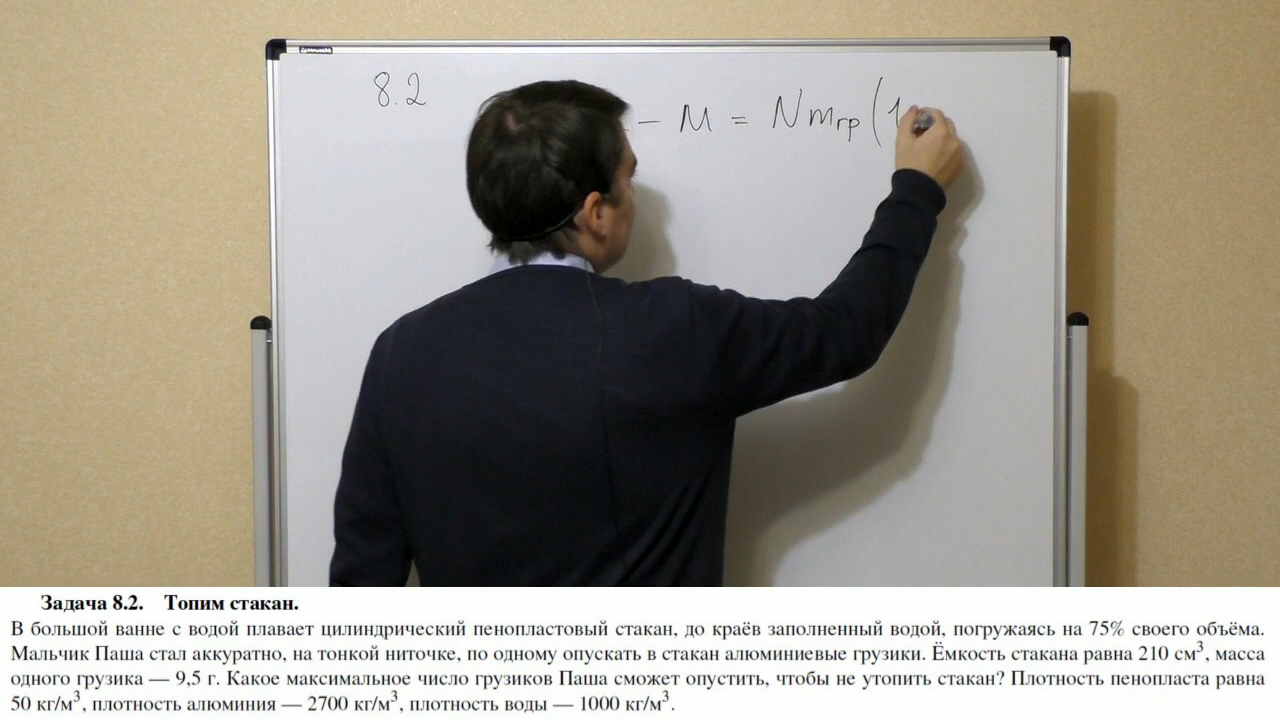 8.2
- M = Nmгр (1
Задача 8.2. Топим стакан.
В большой ванне с водой плавает цилиндрический пенопластовый стакан, до краёв заполненный водой, погружаясь на 75% своего объёма.
Мальчик Паша стал аккуратно, на тонкой ниточке, по одному опускать в стакан алюминиевые грузики. Ёмкость стакана равна 210 см³, масса
одного грузика — 9,5 г. Какое максимальное число грузиков Паша сможет опустить, чтобы не утопить стакан? Плотность пенопласта равна
50 кг/м³, плотность алюминия — 2700 кг/м³, плотность воды — 1000 кг/м³.